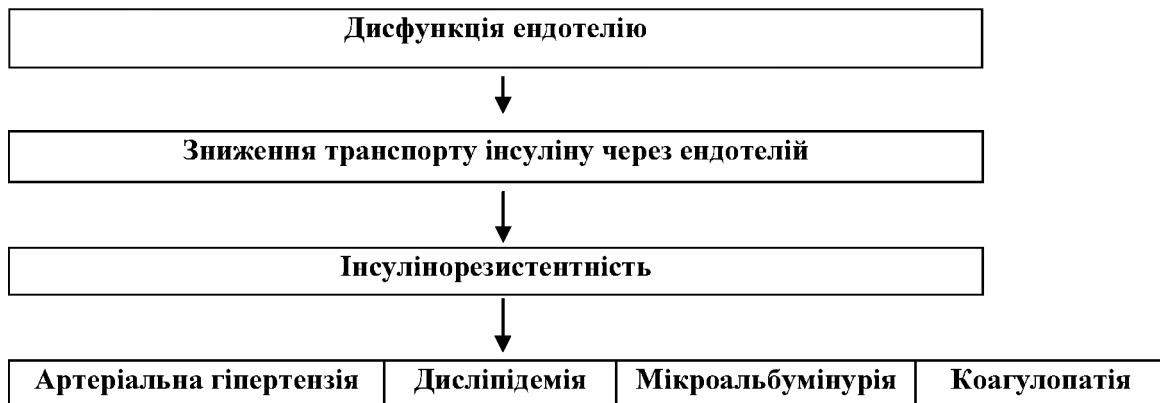 Дисфункція ендотелію
Зниження транспорту інсуліну через ендотелій
Інсулінорезистентність
Артеріальна гіпертензія Дисліпідемія Мікроальбумінурія Коагулопатія